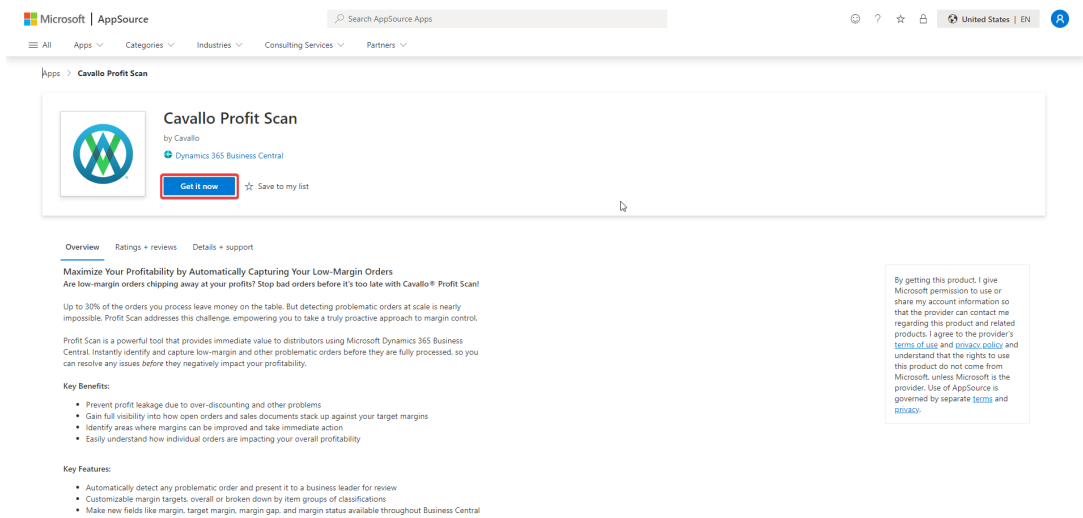 Microsoft | AppSource
Search AppSource Apps
? United States | EN
All Apps Categories Industries Consulting Services Partners
Apps > Cavallo Profit Scan
Cavallo Profit Scan
by Cavallo
Dynamics 365 Business Central
Get it now Save to my list
Overview Ratings + reviews Details + support
Maximize Your Profitability by Automatically Capturing Your Low-Margin Orders
Are low-margin orders chipping away at your profits? Stop bad orders before it's too late with Cavallo® Profit Scan!
Up to 30% of the orders you process leave money on the table. But detecting problematic orders at scale is nearly
impossible. Profit Scan addresses this challenge, empowering you to take a truly proactive approach to margin control.
Profit Scan is a powerful tool that provides immediate value to distributors using Microsoft Dynamics 365 Business
Central. Instantly identify and capture low-margin and other problematic orders before they are fully processed, so you
can resolve any issues before they negatively impact your profitability.
Key Benefits:
• Prevent profit leakage due to over-discounting and other problems
• Gain full visibility into how open orders and sales documents stack up against your target margins
• Identify areas where margins can be improved and take immediate action
• Easily understand how individual orders are impacting your overall profitability
Key Features:
• Automatically detect any problematic order and present it to a business leader for review
• Customizable margin targets, overall or broken down by item groups of classifications
• Make new fields like margin, target margin, margin gap, and margin status available throughout Business Central
By getting this product, I give
Microsoft permission to use or
share my account information so
that the provider can contact me
regarding this product and related
products. I agree to the provider's
terms of use and privacy policy and
understand that the rights to use
this product do not come from
Microsoft, unless Microsoft is the
provider. Use of AppSource is
governed by separate terms and
privacy.